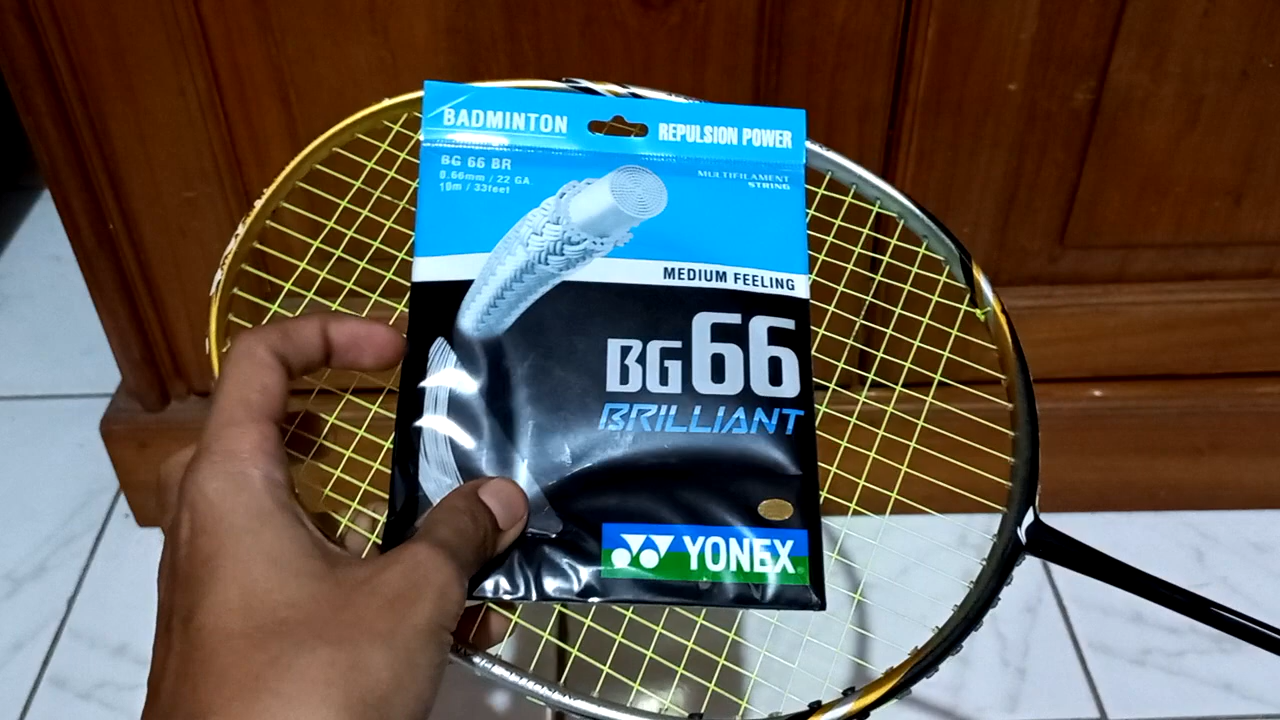 BADMINTON
REPULSION POWER
BG 66 BR
0.66mm / 22 GA.
10m / 33feet
MULTIFILAMENT
STRING
MEDIUM FEELING
BG66
BRILLIANT
YONEX